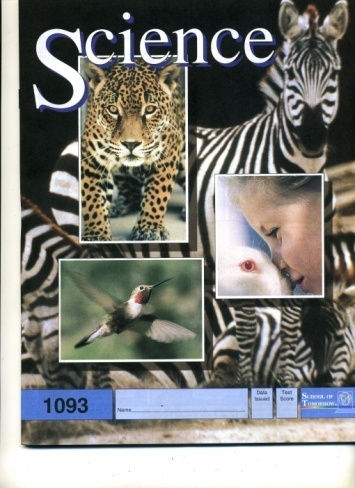 Science
1093
Name
Date Issued
Test Score
SCHOOL OF
TOMORROW